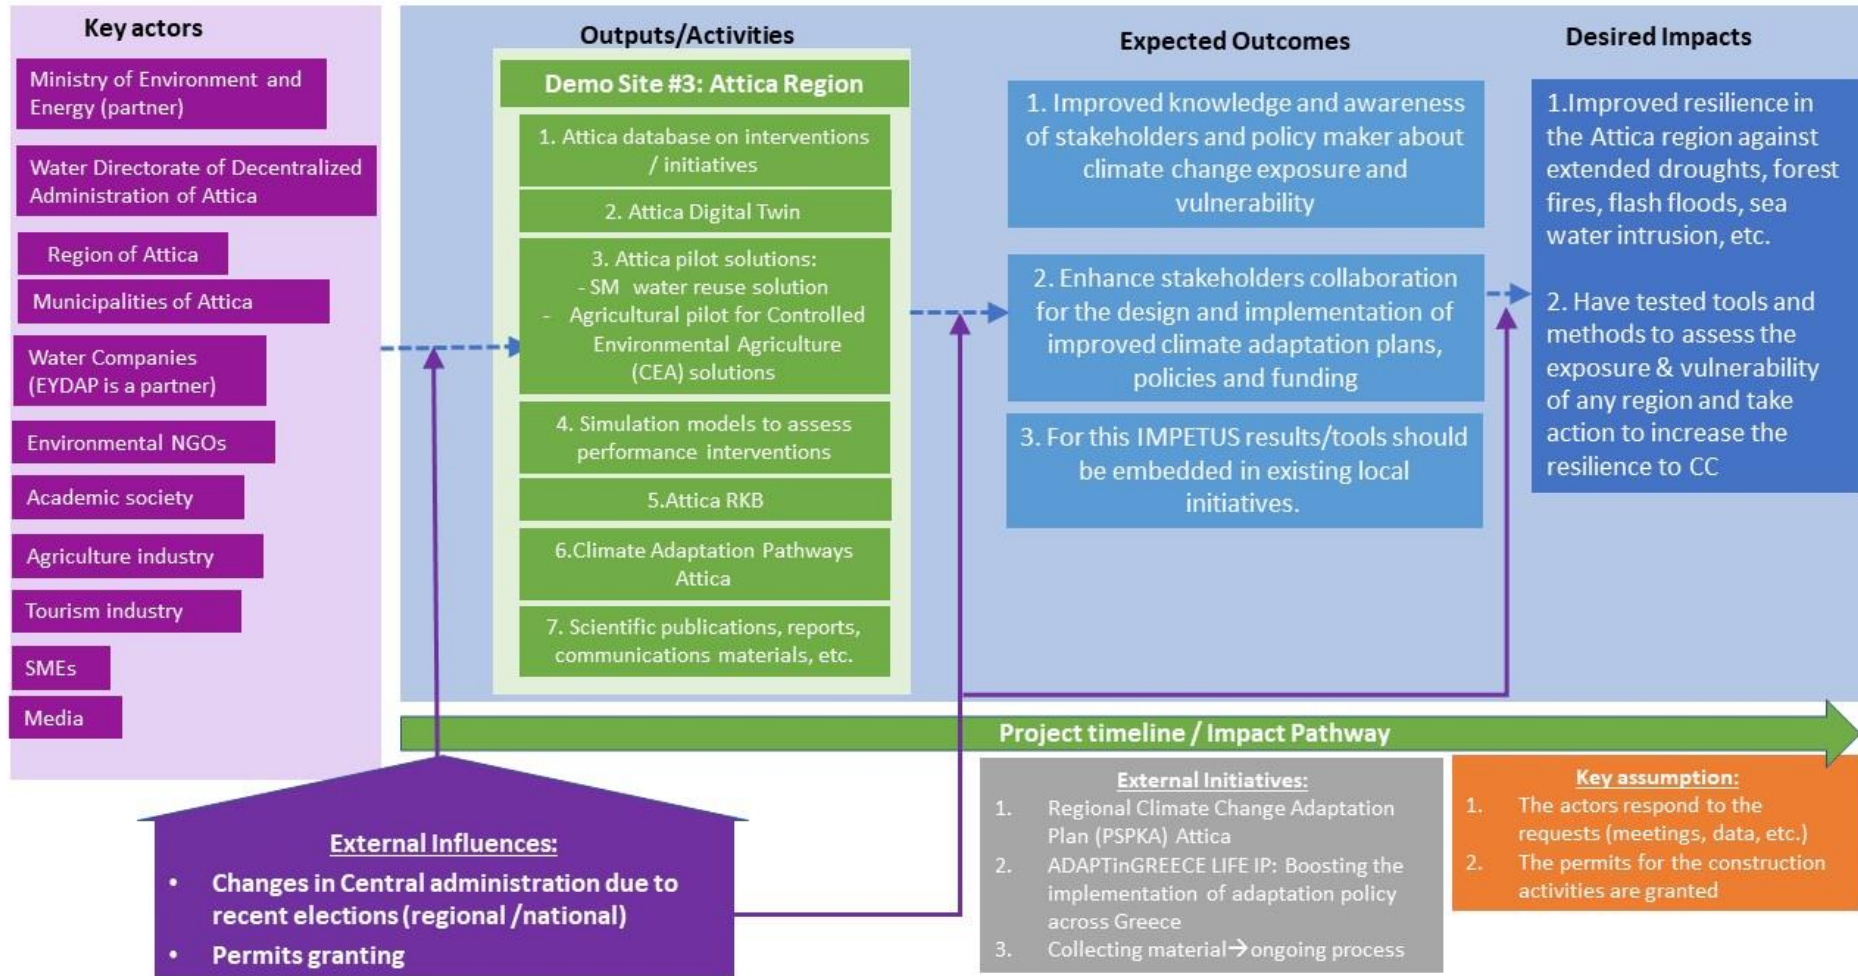 Key actors
Ministry of Environment and
Energy (partner)
Water Directorate of Decentralized
Administration of Attica
Region of Attica
Municipalities of Attica
Water Companies
(EYDAP is a partner)
Environmental NGOs
Academic society
Agriculture industry
Tourism industry
SMEs
Media
Outputs/Activities
Demo Site #3: Attica Region
1. Attica database on interventions
/ initiatives
2. Attica Digital Twin
3. Attica pilot solutions:
- SM water reuse solution
- Agricultural pilot for Controlled
Environmental Agriculture
(CEA) solutions
4. Simulation models to assess
performance interventions
5.Attica RKB
6.Climate Adaptation Pathways
Attica
7. Scientific publications, reports,
communications materials, etc.
Expected Outcomes
1. Improved knowledge and awareness
of stakeholders and policy maker about
climate change exposure and
vulnerability
2. Enhance stakeholders collaboration
for the design and implementation of
improved climate adaptation plans,
policies and funding
3. For this IMPETUS results/tools should
be embedded in existing local
initiatives.
Desired Impacts
1.Improved resilience in
the Attica region against
extended droughts, forest
fires, flash floods, sea
water intrusion, etc.
2. Have tested tools and
methods to assess the
exposure & vulnerability
of any region and take
action to increase the
resilience to CC
Project timeline / Impact Pathway
External Influences:
• Changes in Central administration due to
recent elections (regional /national)
• Permits granting
External Initiatives:
1. Regional Climate Change Adaptation
Plan (PSPKA) Attica
2. ADAPTinGREECE LIFE IP: Boosting the
implementation of adaptation policy
across Greece
3. Collecting material→ongoing process
Key assumption:
1. The actors respond to the
requests (meetings, data, etc.)
2. The permits for the construction
activities are granted